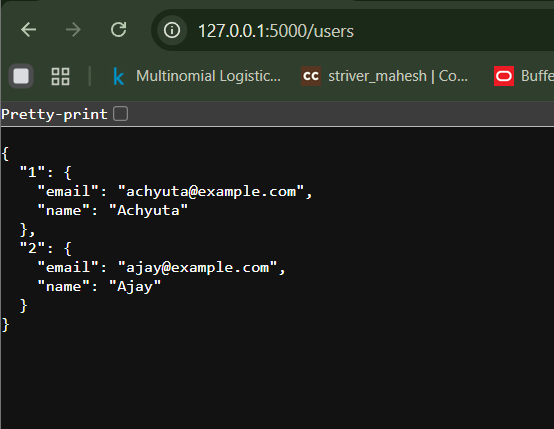 127.0.0.1:5000/users
k Multinomial Logistic... CC striver_mahesh | Co... Buffe
Pretty-print
{
  "1": {
    "email": "achyuta@example.com",
    "name": "Achyuta"
  },
  "2": {
    "email": "ajay@example.com",
    "name": "Ajay"
  }
}